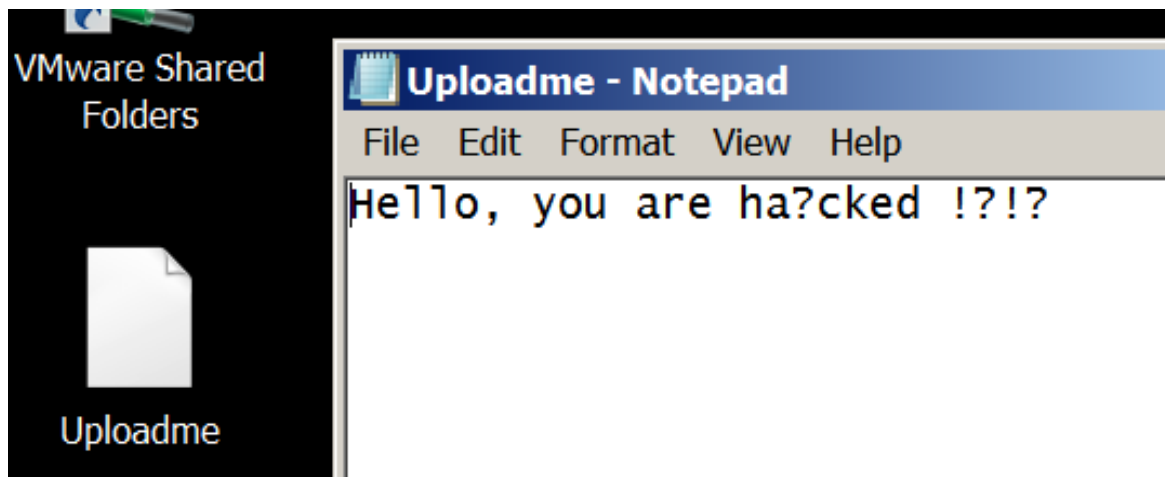 VMware Shared
Folders
Uploadme
Uploadme - Notepad
File Edit Format View Help
Hello, you are ha?cked !?!?